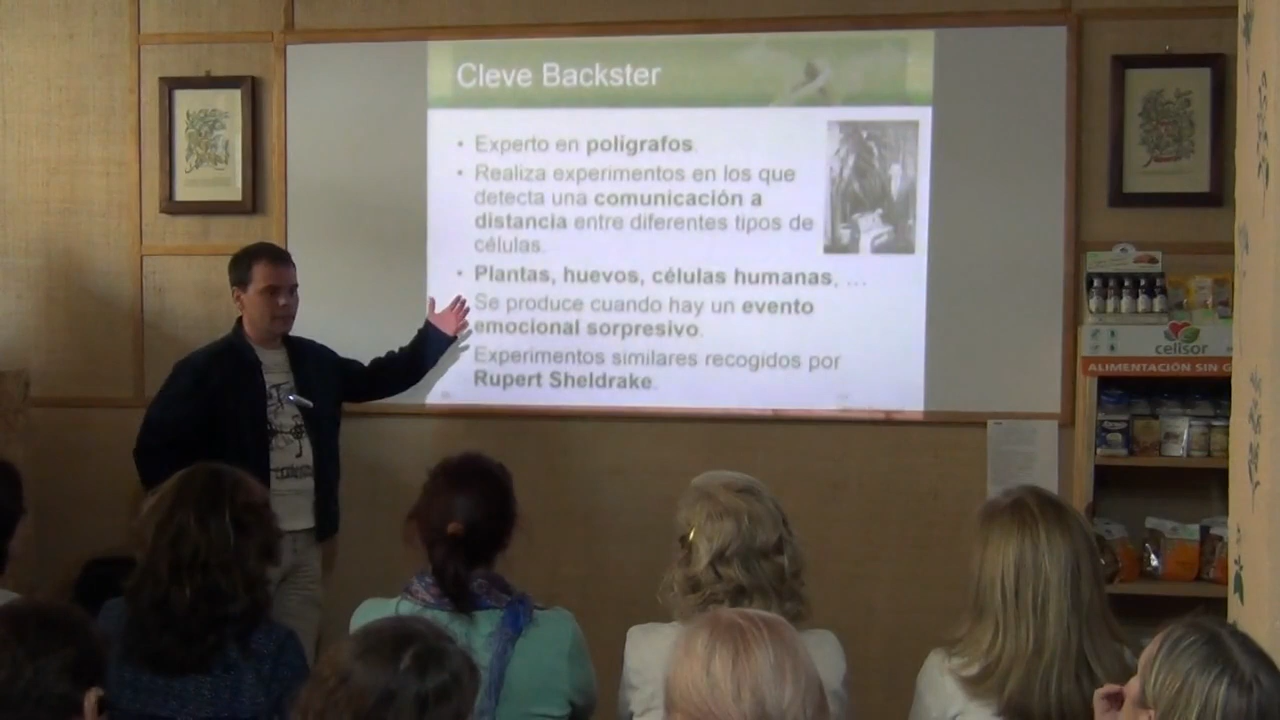 Cleve Backster
• Experto en polígrafos.
• Realiza experimentos en los que
detecta una comunicación a
distancia entre diferentes tipos de
células.
• Plantas, huevos, células humanas, ...
Se produce cuando hay un evento
emocional sorpresivo.
Experimentos similares recogidos por
Rupert Sheldrake.
celisor
ALIMENTACIÓN SIN G